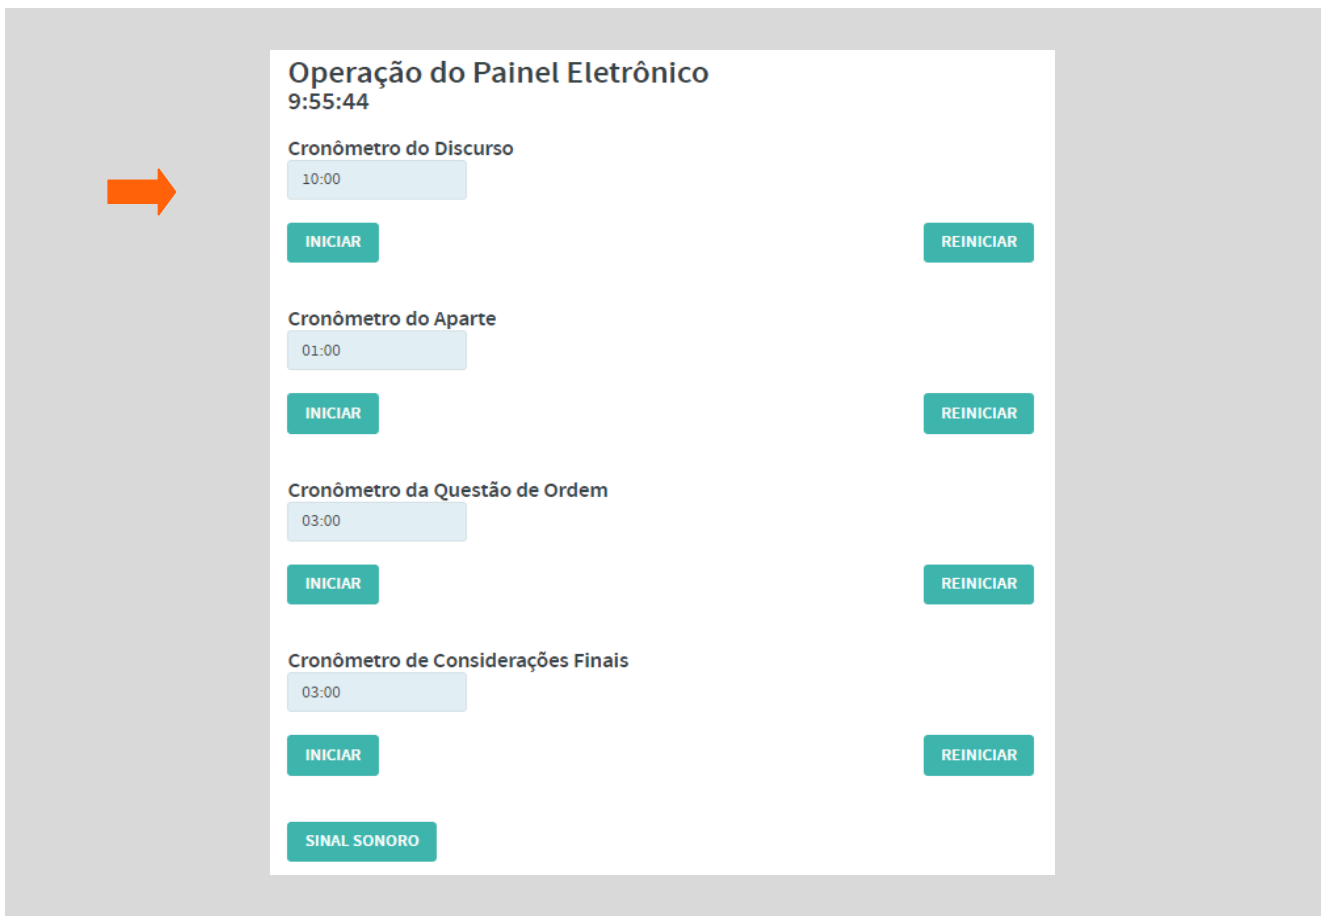 Operação do Painel Eletrônico
9:55:44
Cronômetro do Discurso
10:00
INICIAR REINICIAR
Cronômetro do Aparte
01:00
INICIAR REINICIAR
Cronômetro da Questão de Ordem
03:00
INICIAR REINICIAR
Cronômetro de Considerações Finais
03:00
INICIAR REINICIAR
SINAL SONORO